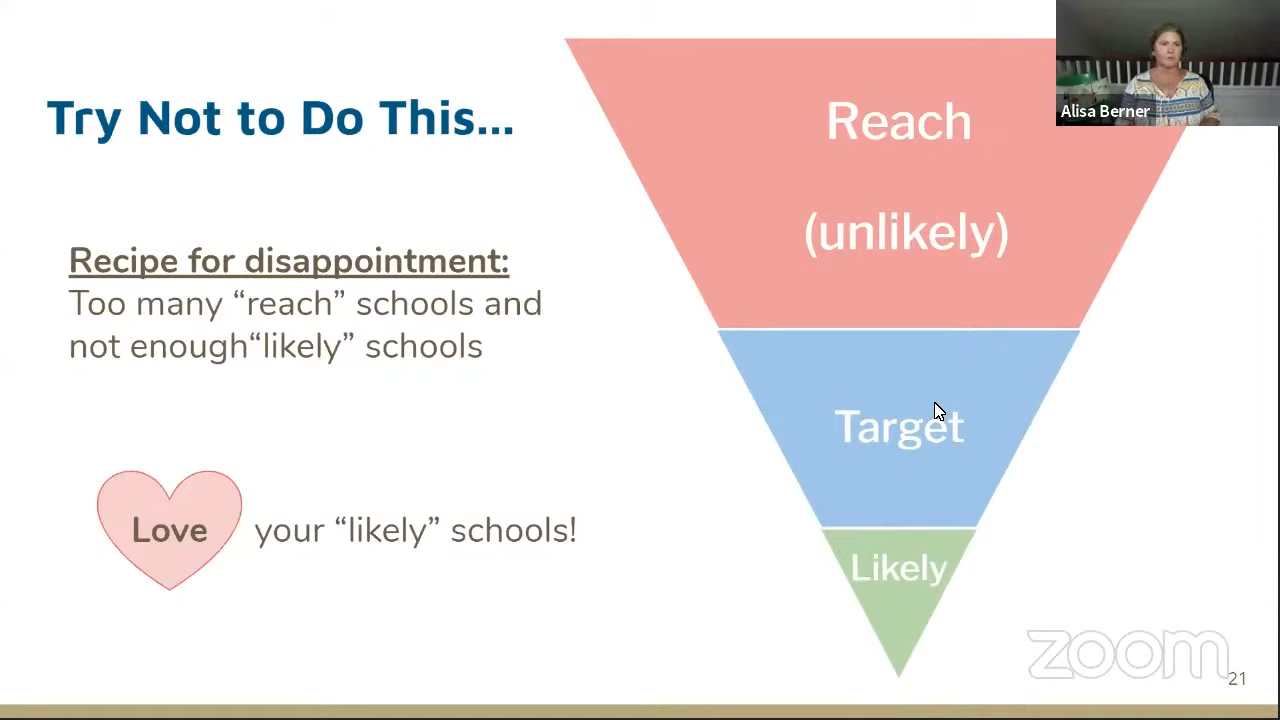 Try Not to Do This...
Recipe for disappointment:
Too many “reach” schools and
not enough“likely” schools
Love your “likely” schools!
Reach
(unlikely)
Target
Likely
Alisa Berner
zoom
21